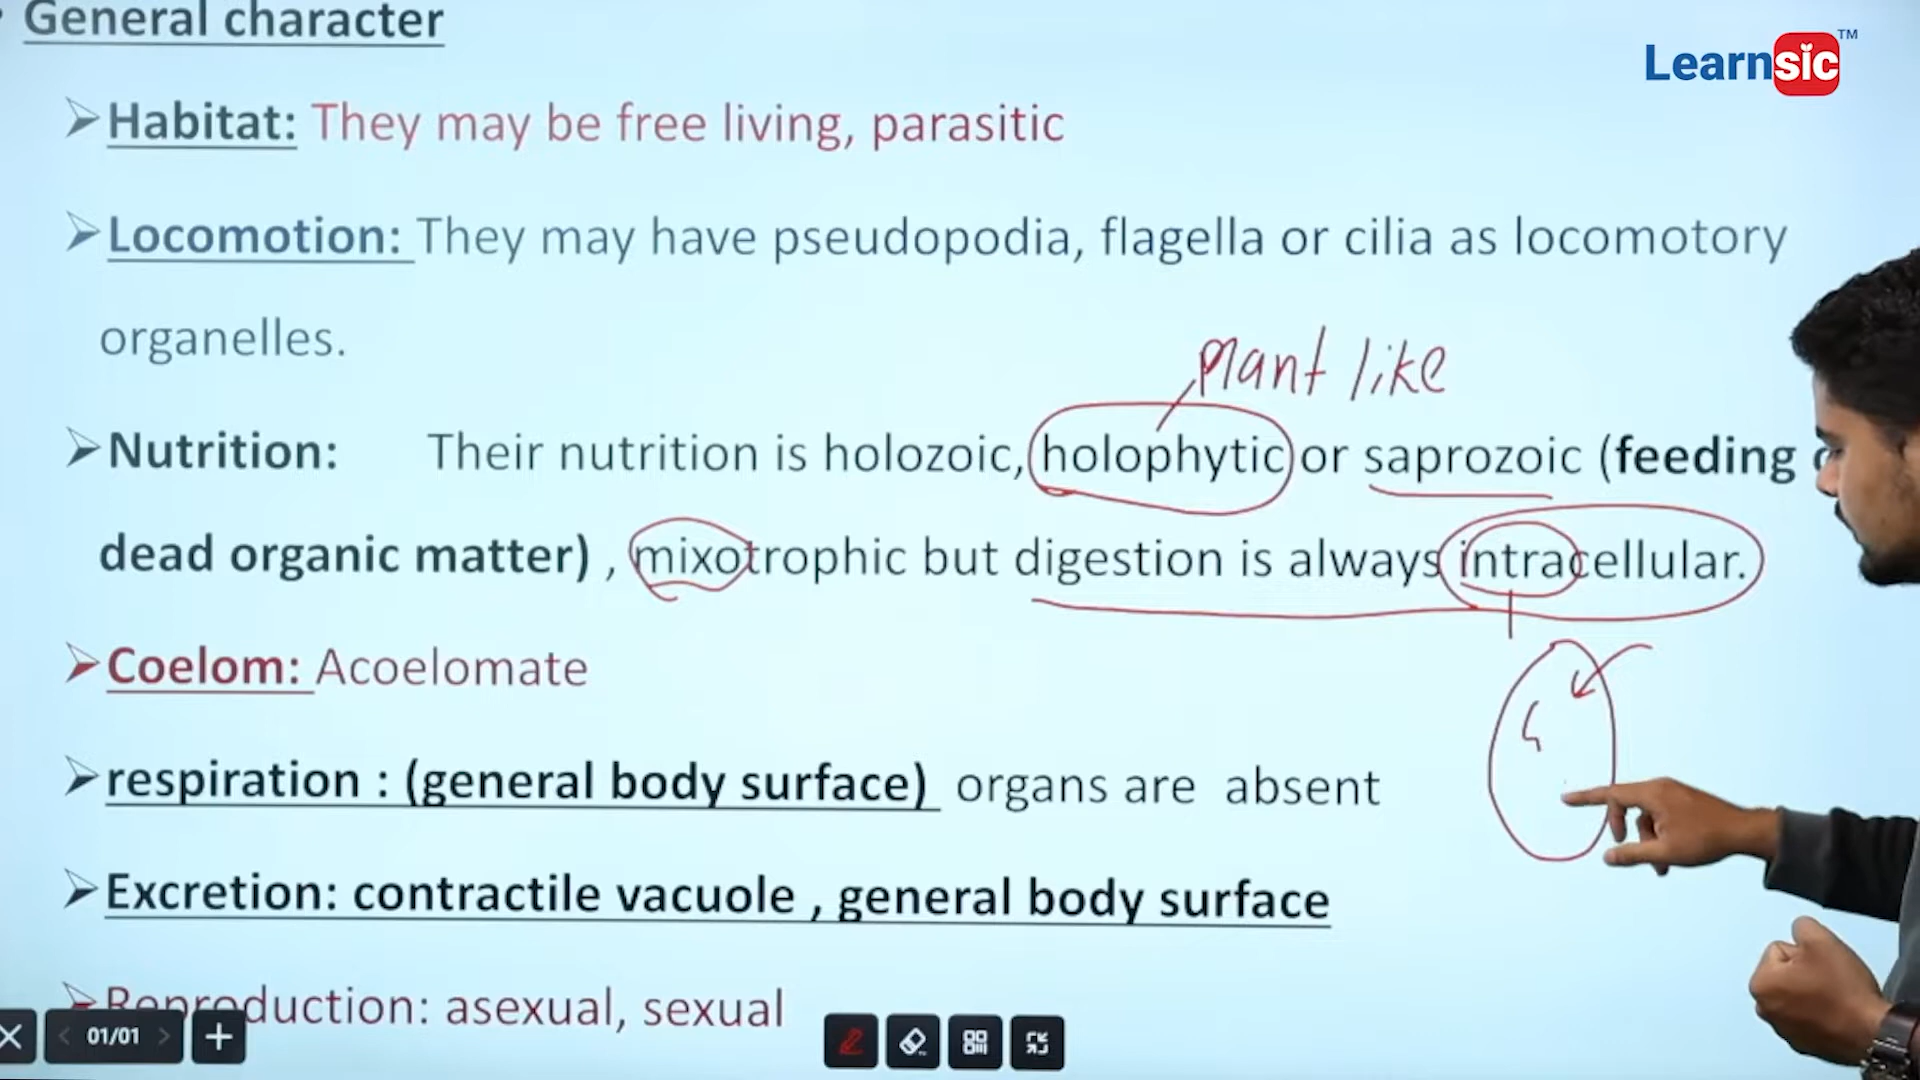 General character
Learnsic™
➢Habitat: They may be free living, parasitic
➢Locomotion: They may have pseudopodia, flagella or cilia as locomotory
organelles.
plant like
➢Nutrition: Their nutrition is holozoic, holophytic or saprozoic (feeding
dead organic matter) , mixotrophic but digestion is always intracellular.
➢Coelom: Acoelomate
➢respiration : (general body surface) organs are absent
➢Excretion: contractile vacuole , general body surface
➢Reproduction: asexual, sexual
01/01